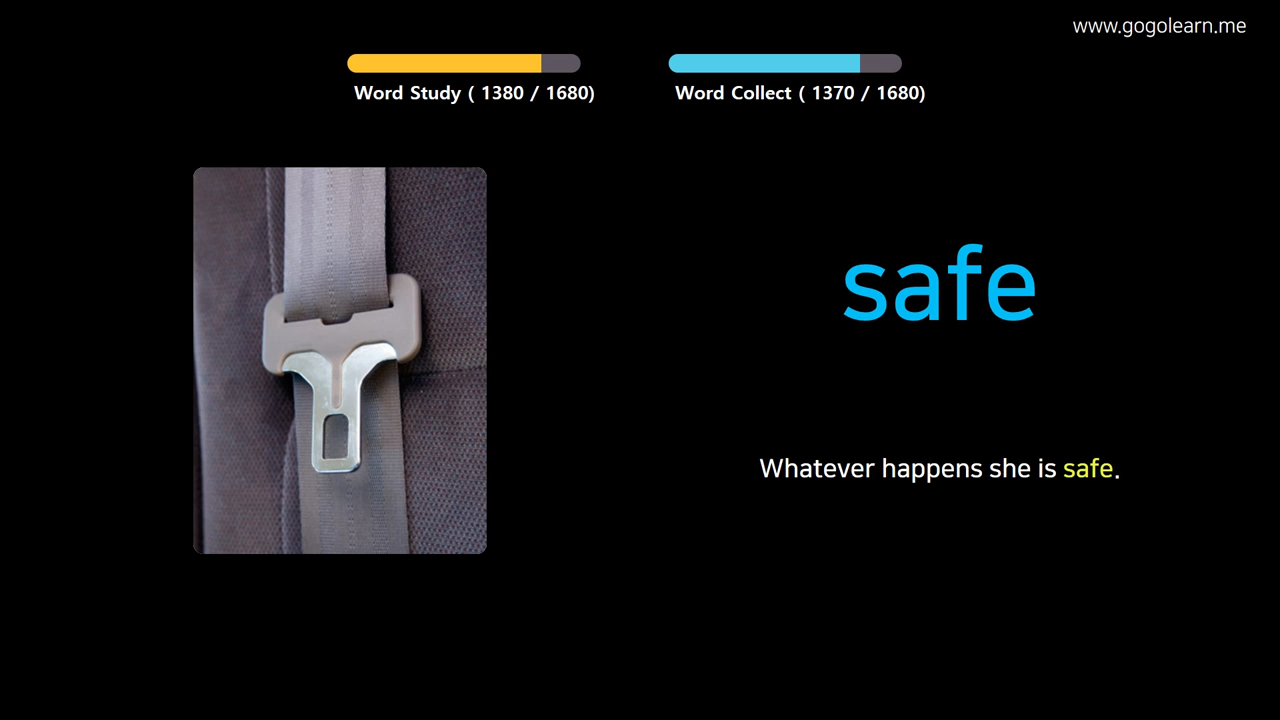 www.gogolearn.me
Word Study ( 1380 / 1680)
Word Collect ( 1370 / 1680)
safe
Whatever happens she is safe.